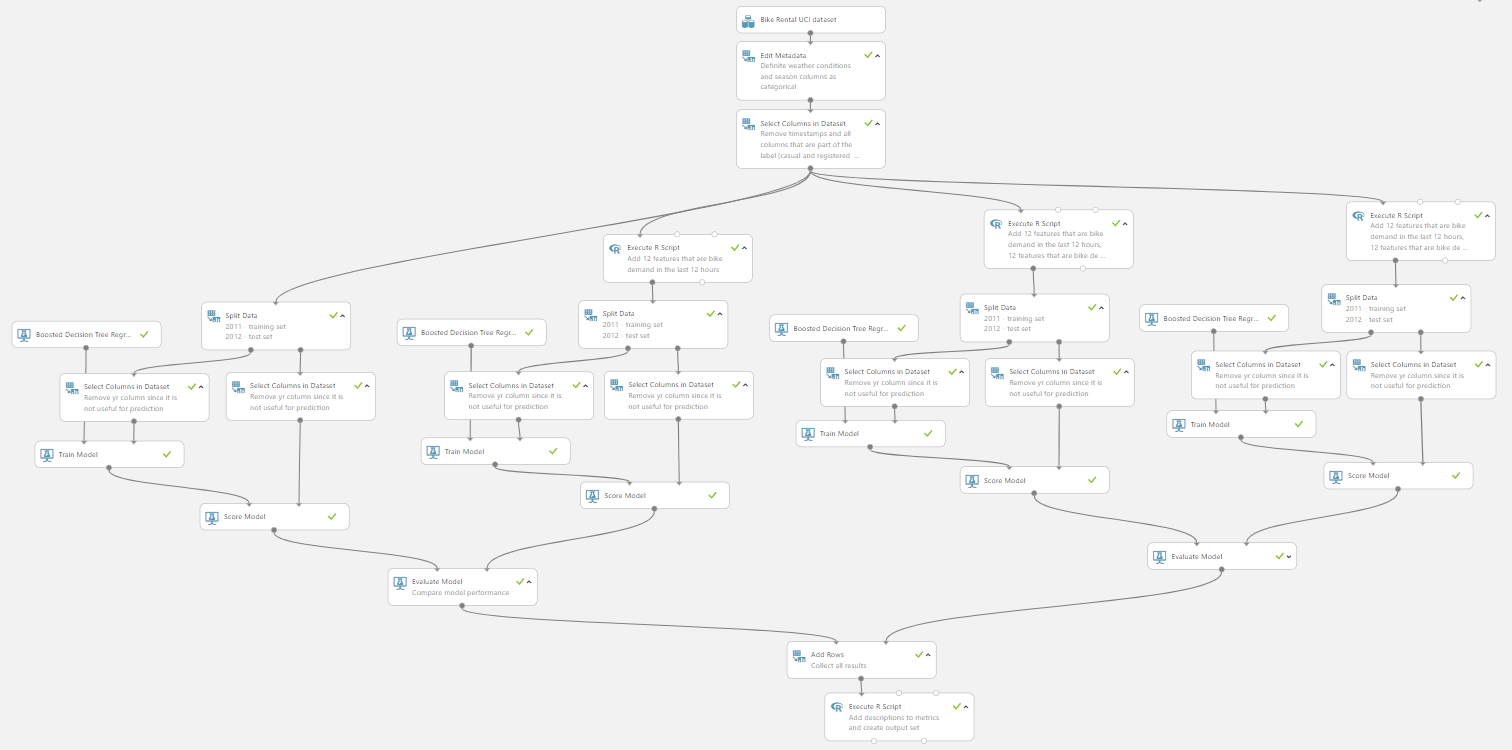 Bike Rental UCI dataset
Edit Metadata
Definite weather conditions
and season columns as
categorical
Select Columns in Dataset
Remove timestamps and all
columns that are part of the
label (casual and registered ...
Execute R Script
Add 12 features that are bike
demand in the last 12 hours
Execute R Script
Add 12 features that are bike
demand in the last 12 hours,
12 features that are bike de ...
Execute R Script
Add 12 features that are bike
demand in the last 12 hours,
12 features that are bike de ...
Boosted Decision Tree Regr...
Split Data
2011 - training set
2012 - test set
Boosted Decision Tree Regr...
Split Data
2011 - training set
2012 - test set
Boosted Decision Tree Regr...
Split Data
2011 - training set
2012 - test set
Boosted Decision Tree Regr...
Split Data
2011 - training set
2012 - test set
Select Columns in Dataset
Remove yr column since it is
not useful for prediction
Select Columns in Dataset
Remove yr column since it is
not useful for prediction
Select Columns in Dataset
Remove yr column since it is
not useful for prediction
Select Columns in Dataset
Remove yr column since it is
not useful for prediction
Select Columns in Dataset
Remove yr column since it is
not useful for prediction
Select Columns in Dataset
Remove yr column since it is
not useful for prediction
Select Columns in Dataset
Remove yr column since it is
not useful for prediction
Select Columns in Dataset
Remove yr column since it is
not useful for prediction
Train Model
Train Model
Train Model
Train Model
Score Model
Score Model
Score Model
Score Model
Evaluate Model
Compare model performance
Evaluate Model
Add Rows
Collect all results
Execute R Script
Add descriptions to metrics
and create output set